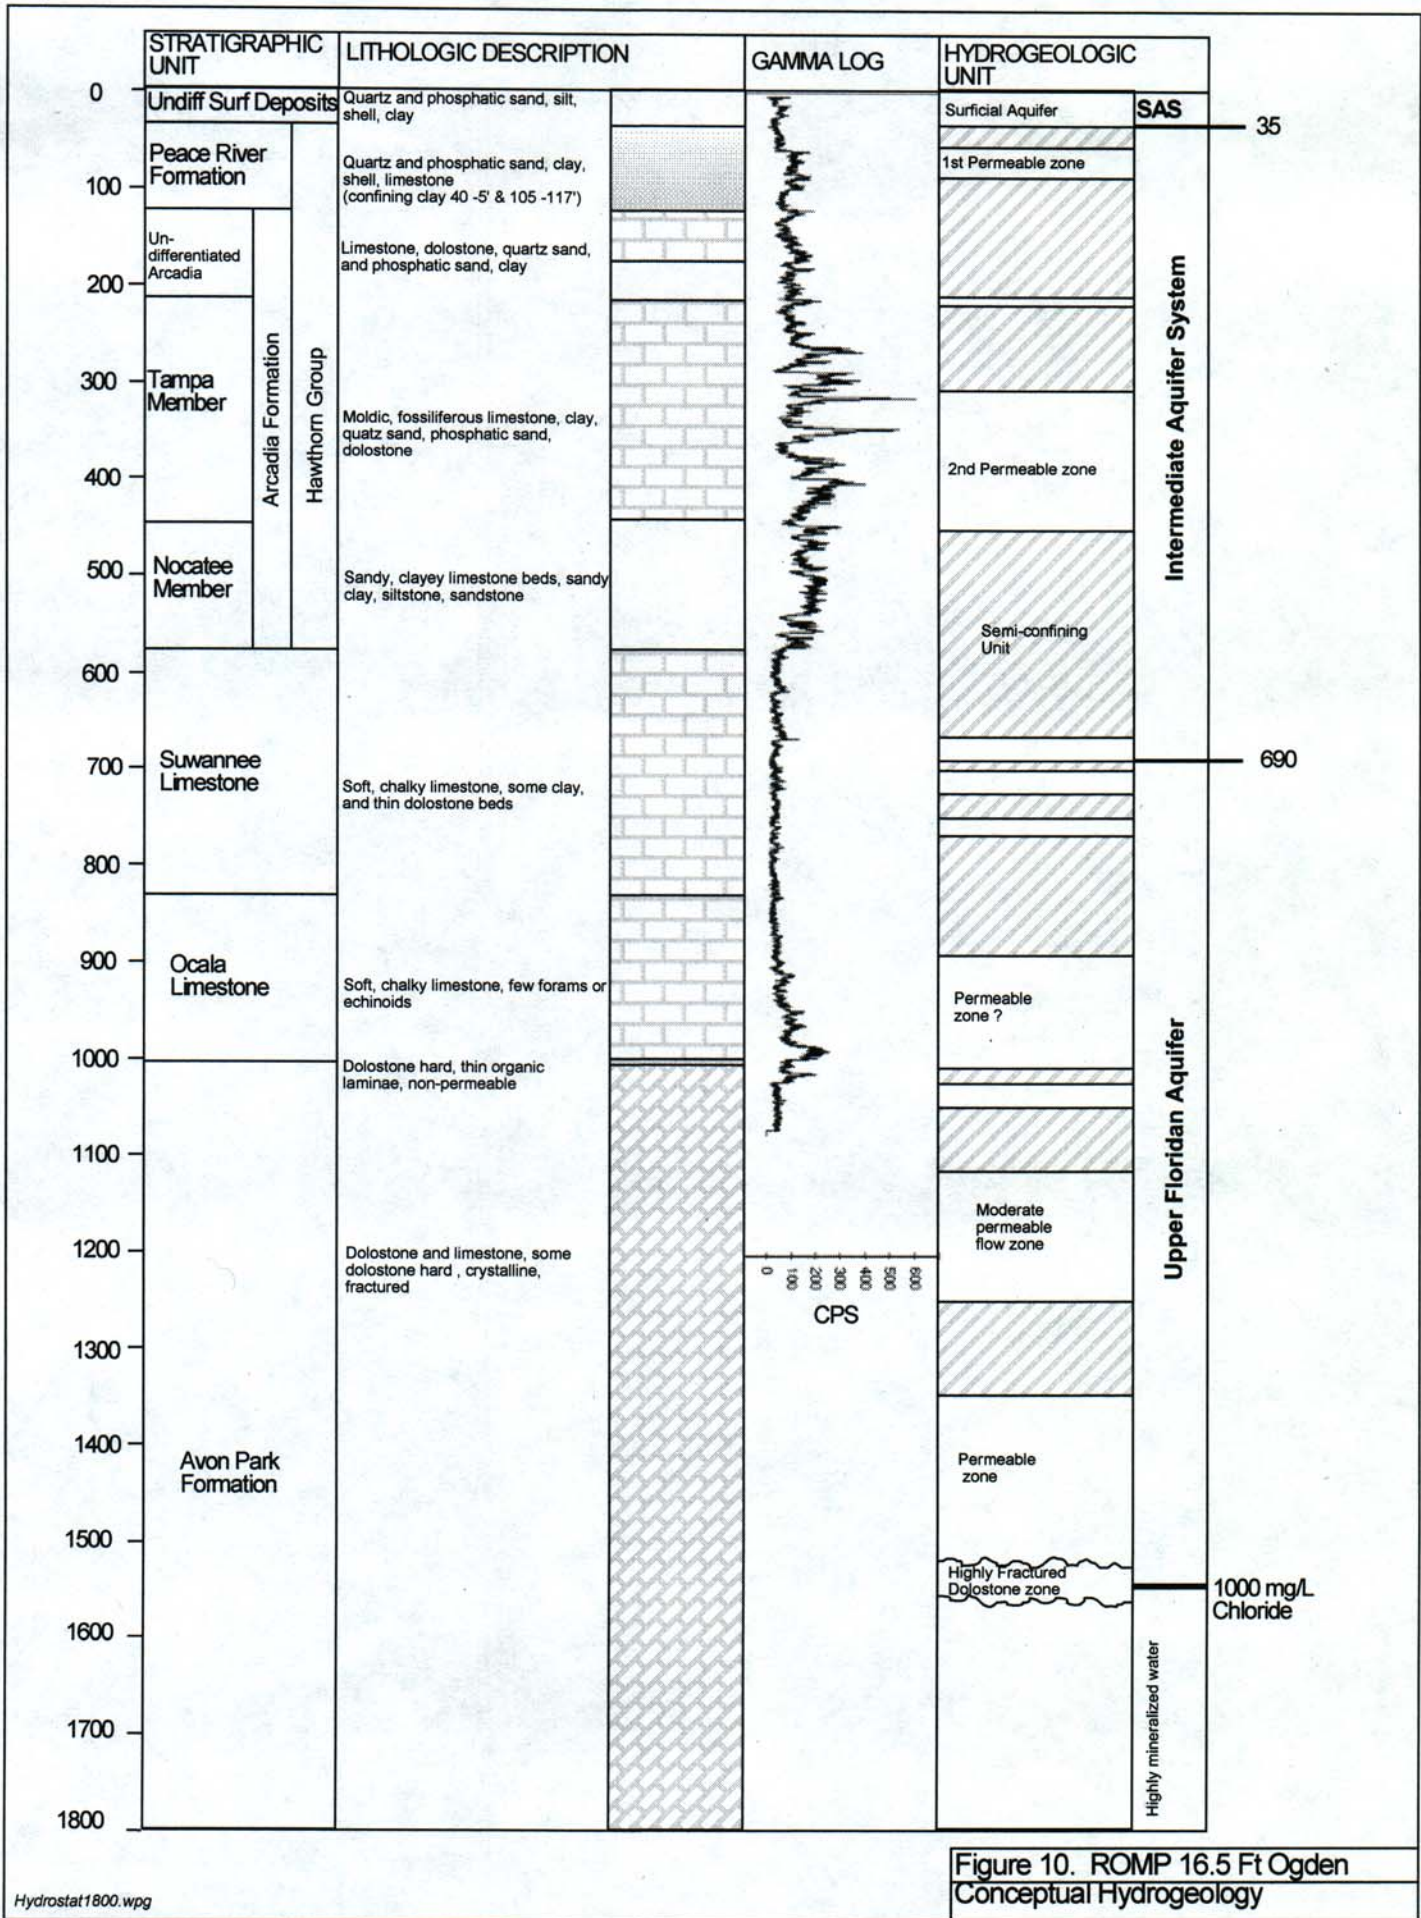 STRATIGRAPHIC
UNIT
LITHOLOGIC DESCRIPTION
GAMMA LOG
HYDROGEOLOGIC
UNIT
0
100
200
300
400
500
600
700
800
900
1000
1100
1200
1300
1400
1500
1600
1700
1800
Undiff Surf Deposits
Peace River
Formation
Un-
differentiated
Arcadia
Tampa
Member
Nocatee
Member
Arcadia Formation
Hawthorn Group
Suwannee
Limestone
Ocala
Limestone
Avon Park
Formation
Quartz and phosphatic sand, silt,
shell, clay
Quartz and phosphatic sand, clay,
shell, limestone
(confining clay 40 -5' & 105 -117')
Limestone, dolostone, quartz sand,
and phosphatic sand, clay
Moldic, fossiliferous limestone, clay,
quatz sand, phosphatic sand,
dolostone
Sandy, clayey limestone beds, sandy
clay, siltstone, sandstone
Soft, chalky limestone, some clay,
and thin dolostone beds
Soft, chalky limestone, few forams or
echinoids
Dolostone hard, thin organic
laminae, non-permeable
Dolostone and limestone, some
dolostone hard , crystalline,
fractured
0
100
200
300
400
500
600
CPS
Surficial Aquifer
1st Permeable zone
2nd Permeable zone
Semi-confining
Unit
Permeable
zone ?
Moderate
permeable
flow zone
Permeable
zone
Highly Fractured
Dolostone zone
SAS
35
Intermediate Aquifer System
690
Upper Floridan Aquifer
1000 mg/L
Chloride
Highly mineralized water
Figure 10. ROMP 16.5 Ft Ogden
Conceptual Hydrogeology
Hydrostat1800.wpg